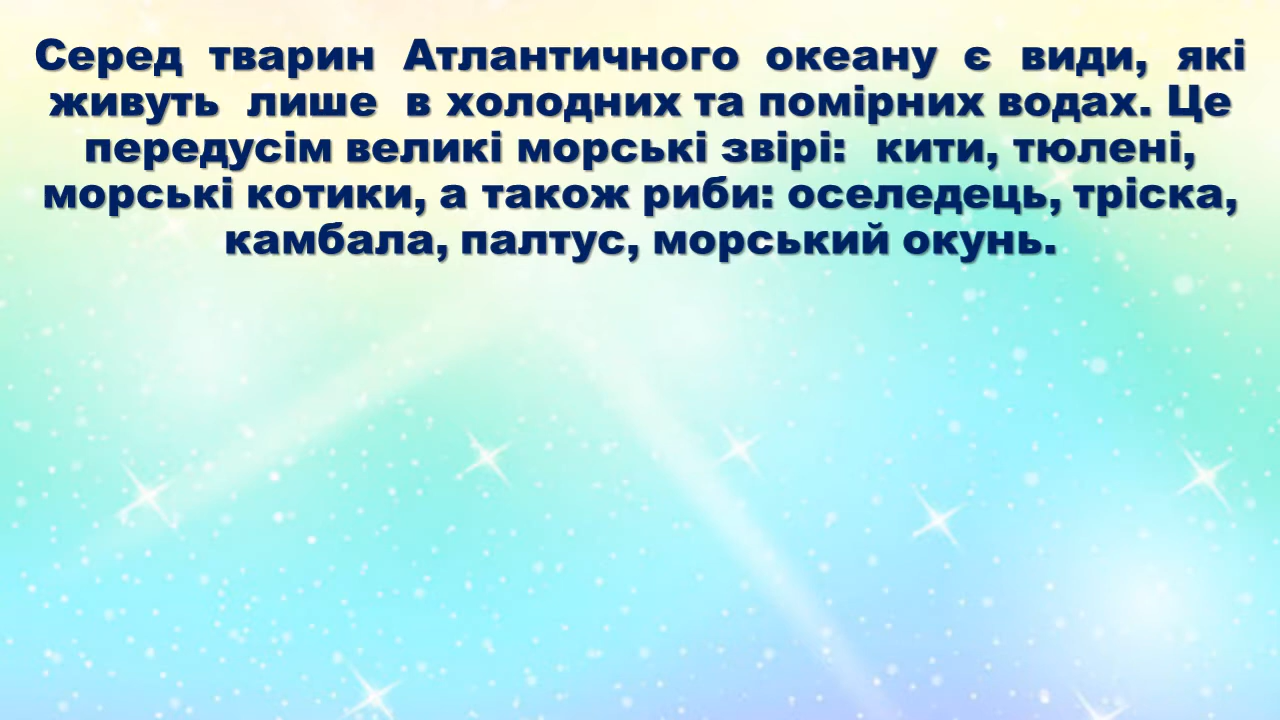 Серед тварин Атлантичного океану є види, які
живуть лише в холодних та помірних водах. Це
передусім великі морські звірі: кити, тюлені,
морські котики, а також риби: оселедець, тріска,
камбала, палтус, морський окунь.